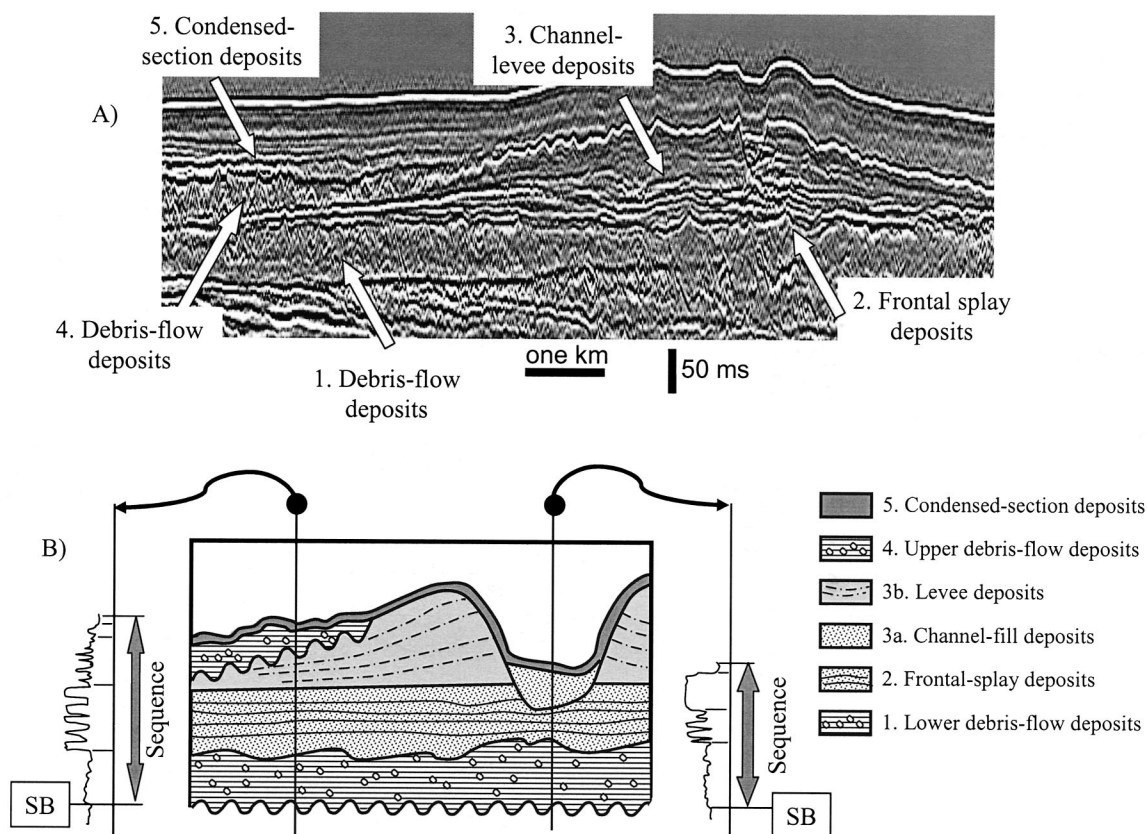 5. Condensed-
section deposits
3. Channel-
levee deposits
A)
4. Debris-flow
deposits
1. Debris-flow
deposits
2. Frontal splay
deposits
one km
50 ms
B)
Sequence
SB
Sequence
SB
5. Condensed-section deposits
4. Upper debris-flow deposits
3b. Levee deposits
3a. Channel-fill deposits
2. Frontal-splay deposits
1. Lower debris-flow deposits